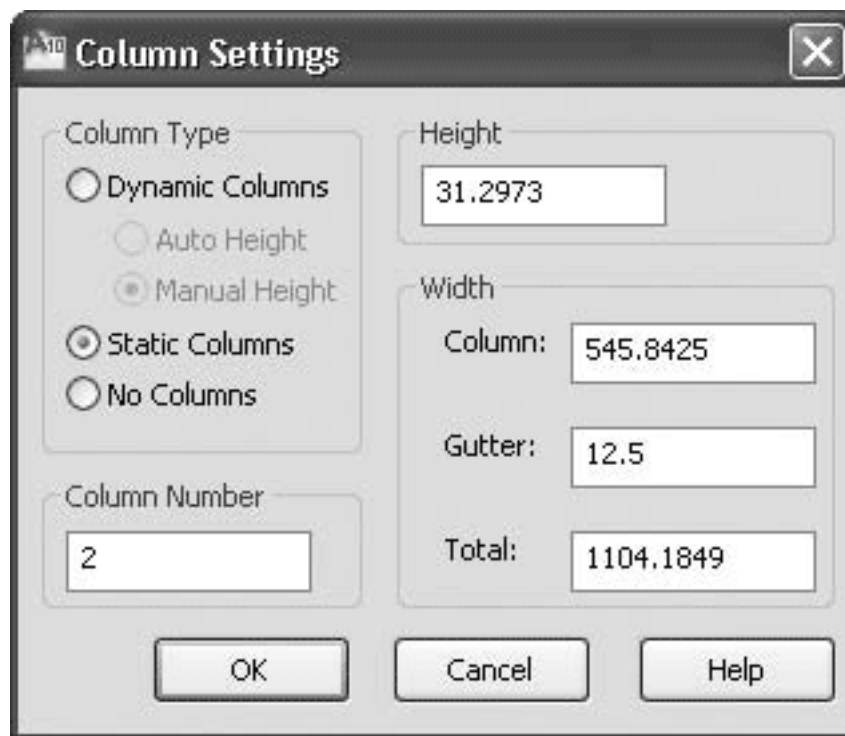 Column Settings
Column Type
Dynamic Columns
Auto Height
Manual Height
Static Columns
No Columns
Column Number
2
Height
31.2973
Width
Column: 545.8425
Gutter: 12.5
Total: 1104.1849
OK Cancel Help